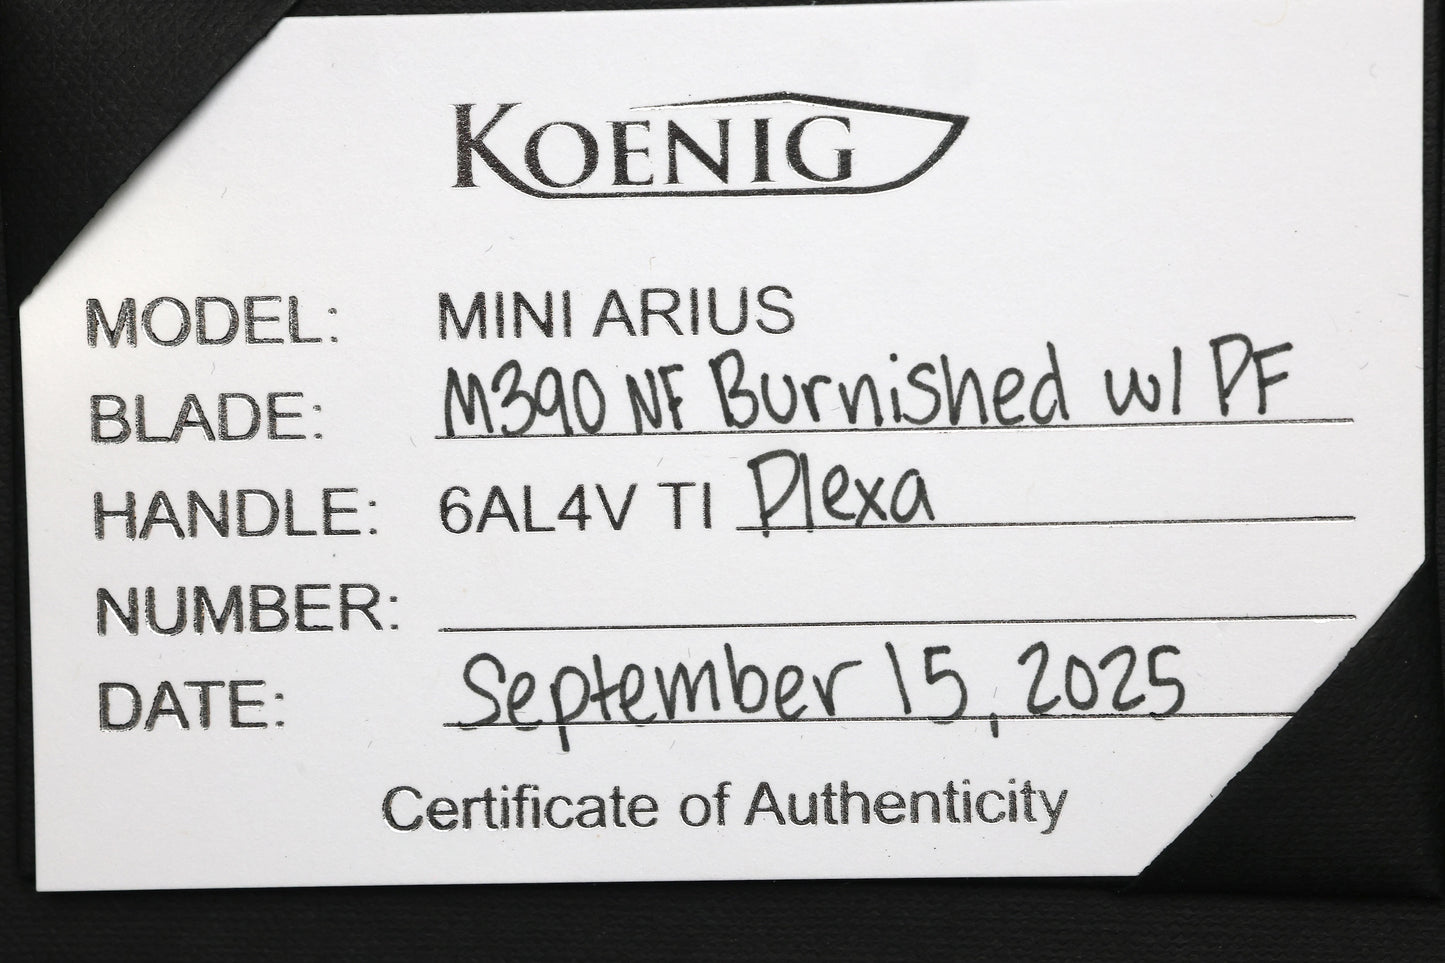 KOENIG
MODEL: MINI ARIUS
BLADE: M390 NF Burnished w/ PF
HANDLE: 6AL4V TI Plexa
NUMBER:
DATE: September 15, 2025
Certificate of Authenticity